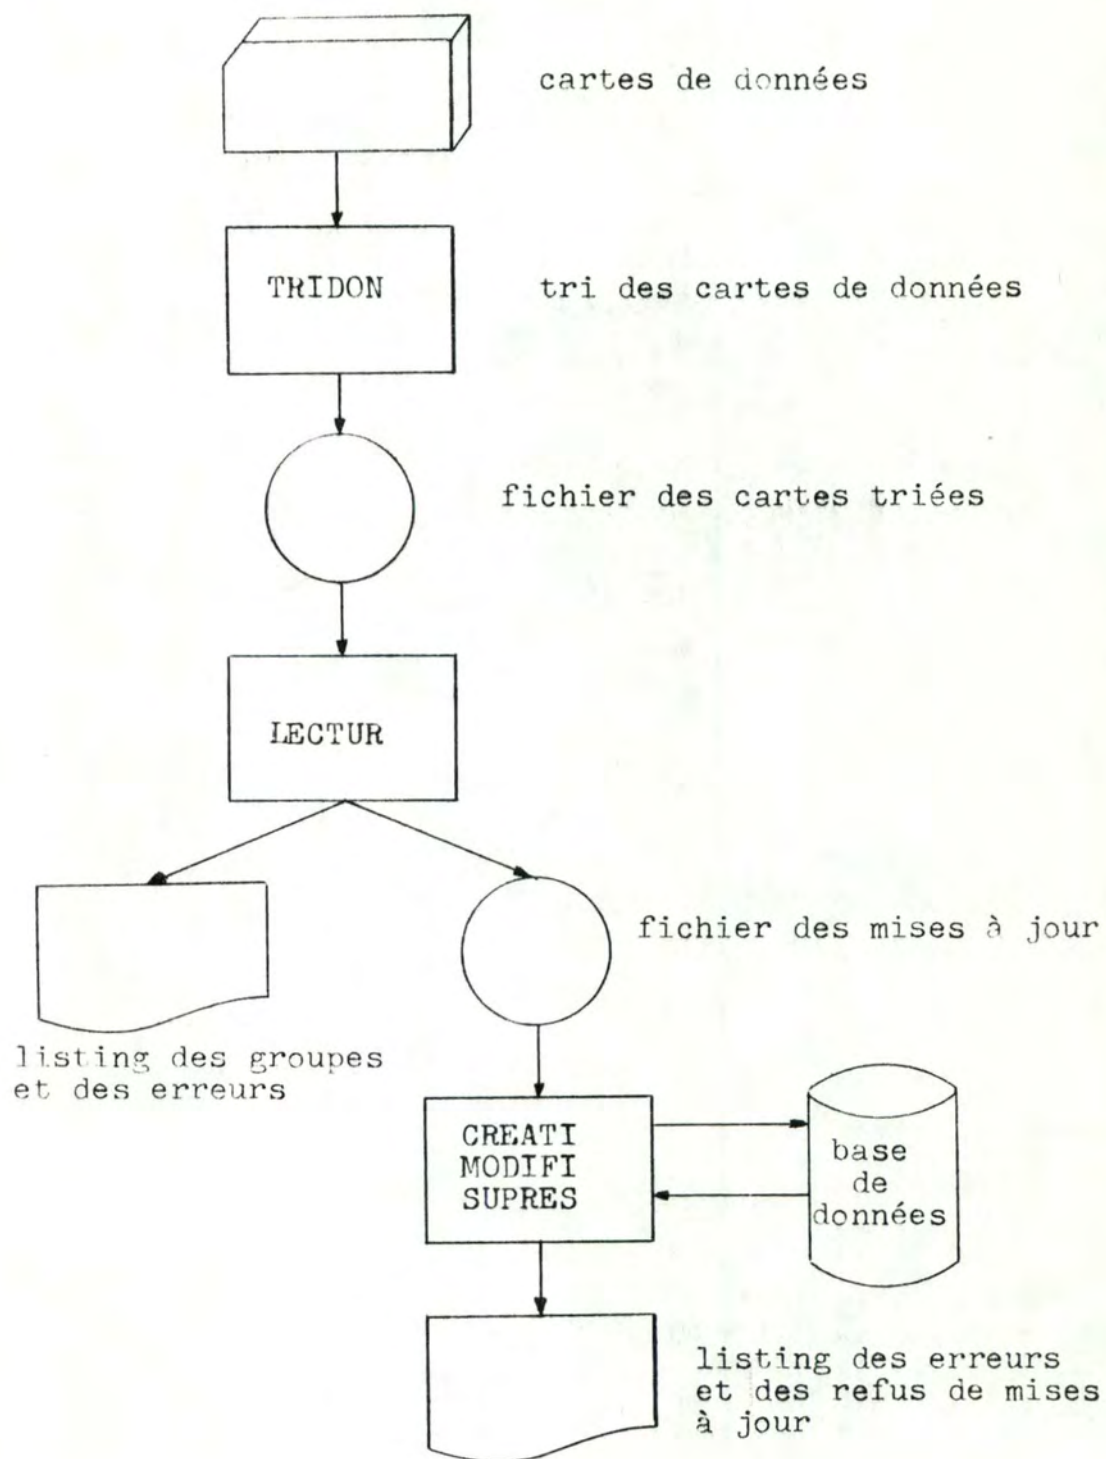 cartes de données
TRIDON
tri des cartes de données
fichier des cartes triées
LECTUR
fichier des mises à jour
listing des groupes
et des erreurs
CREATI
MODIFI
SUPRES
base
de
données
listing des erreurs
et des refus de mises
à jour